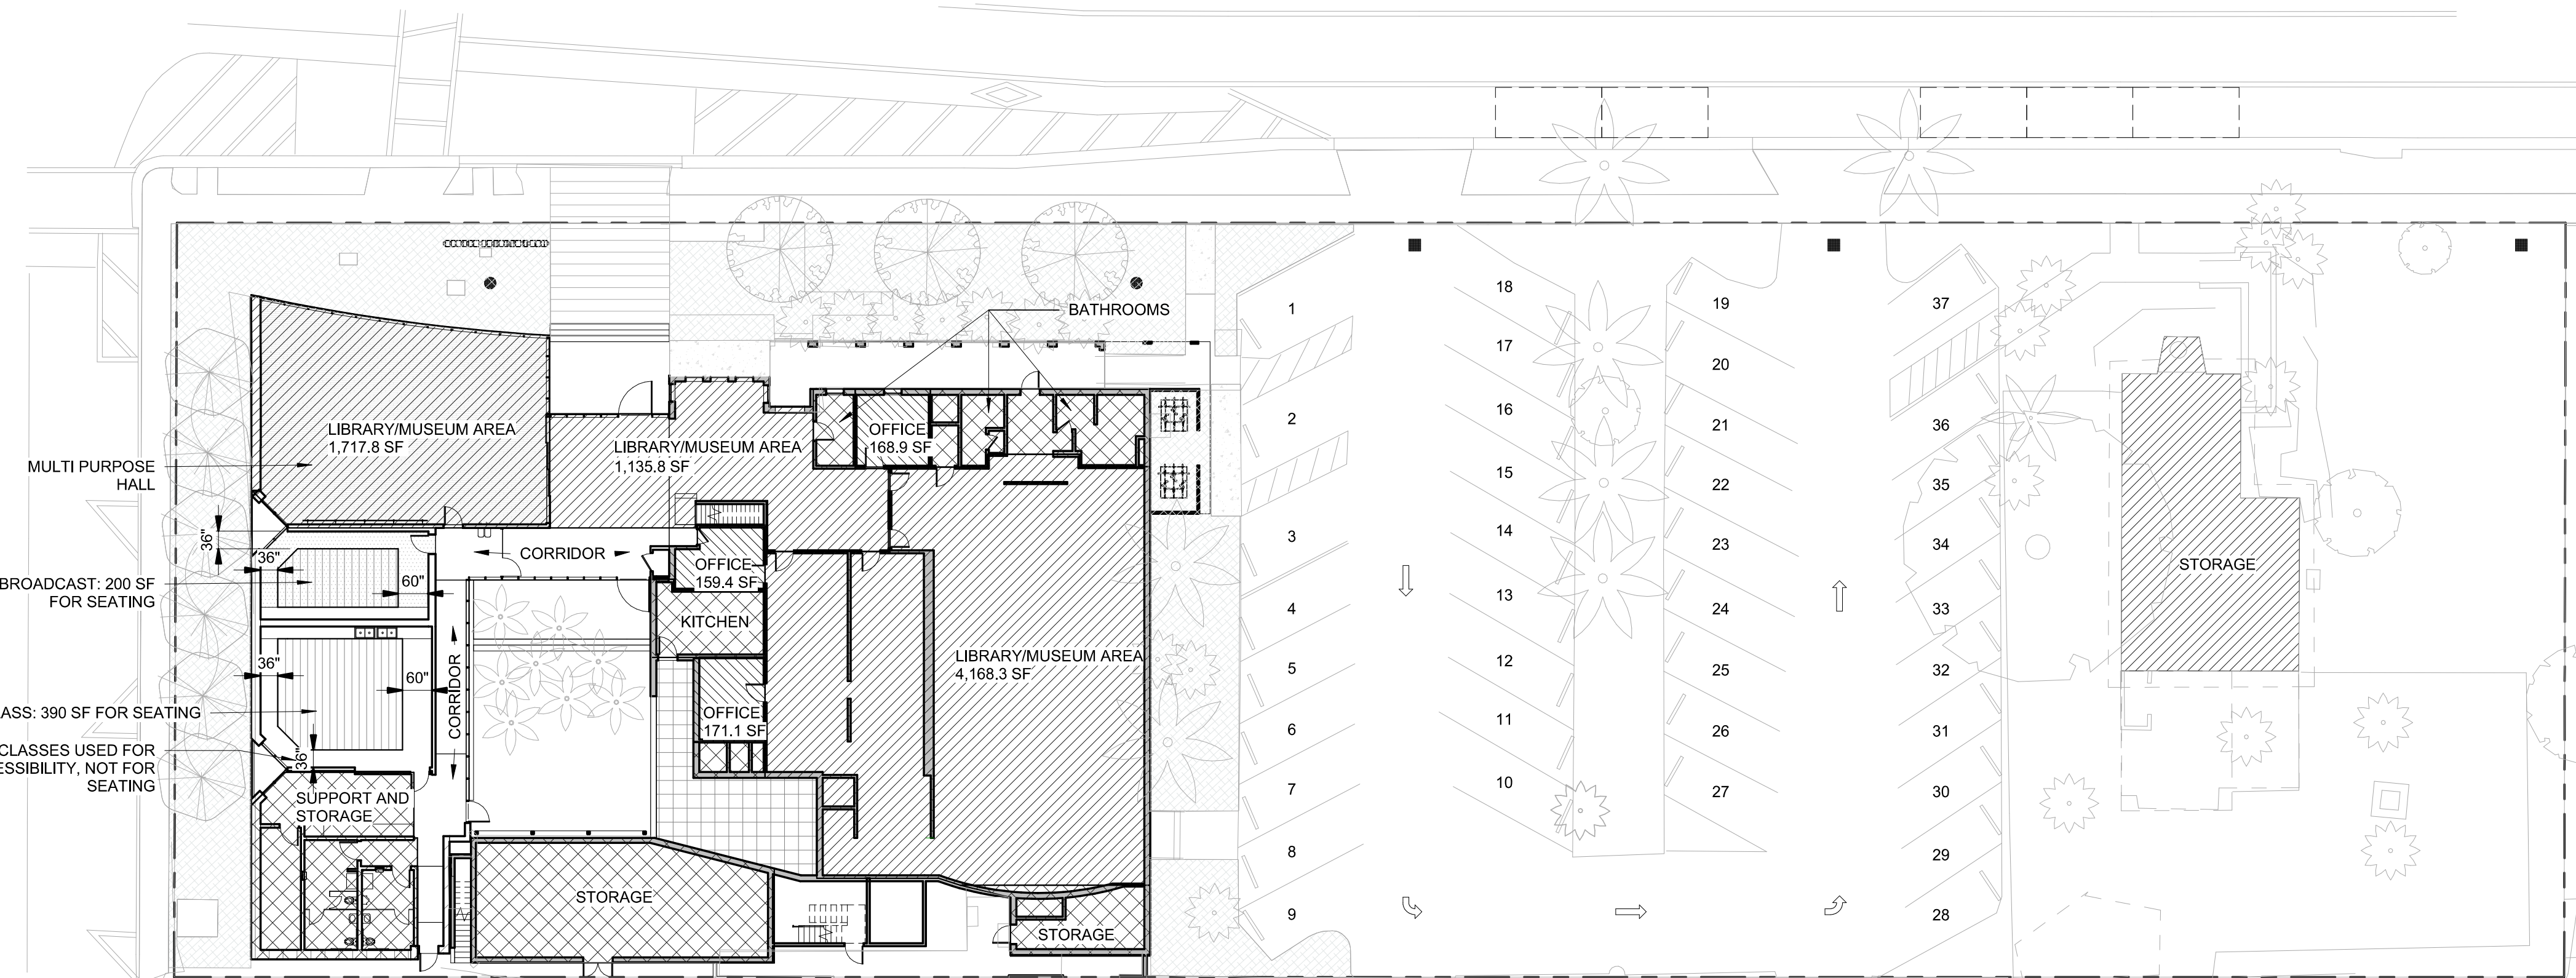 BATHROOMS
LIBRARY/MUSEUM AREA
1,717.8 SF
LIBRARY/MUSEUM AREA
1,135.8 SF
OFFICE
168.9 SF
MULTI PURPOSE
HALL
36"
36"
CORRIDOR
OFFICE
159.4 SF
BROADCAST: 200 SF
FOR SEATING
60"
KITCHEN
LIBRARY/MUSEUM AREA
4,168.3 SF
36"
60"
CORRIDOR
ASS: 390 SF FOR SEATING
OFFICE
171.1 SF
CLASSES USED FOR
ESSIBILITY, NOT FOR
SEATING
36"
SUPPORT AND
STORAGE
STORAGE
STORAGE
STORAGE
1
2
3
4
5
6
7
8
9
18
17
16
15
14
13
12
11
10
19
20
21
22
23
24
25
26
27
37
36
35
34
33
32
31
30
29
28